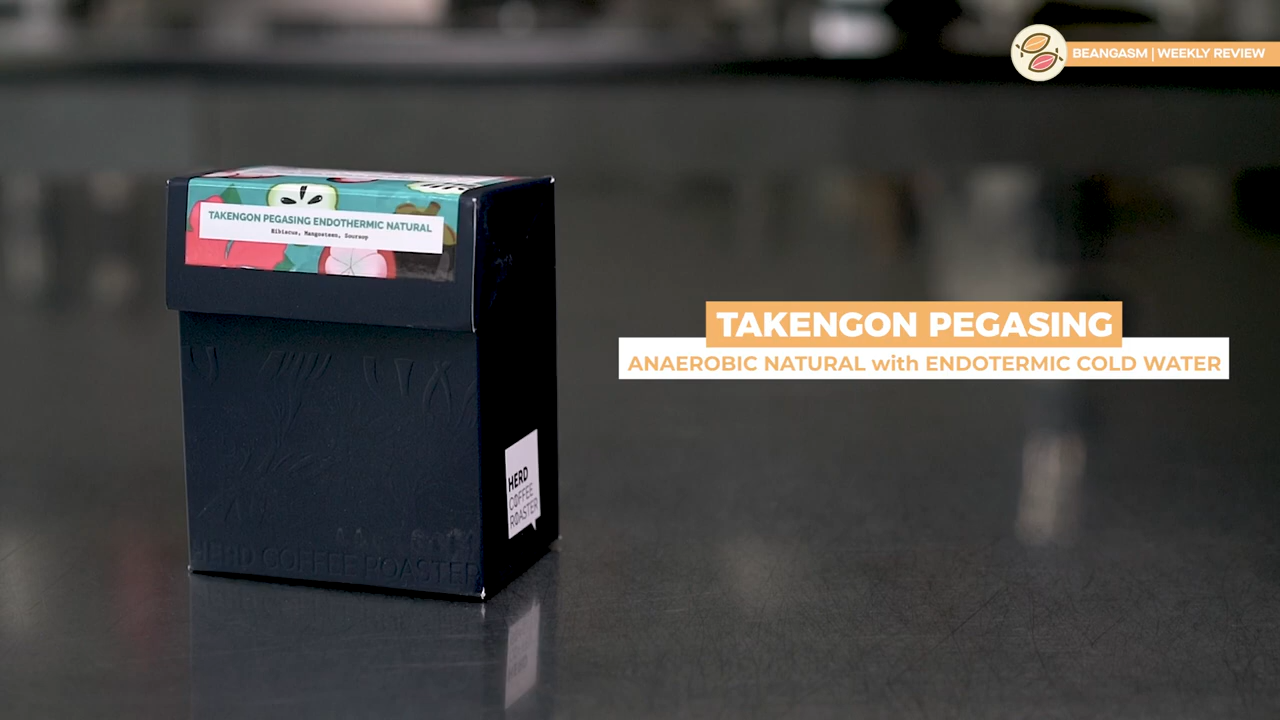 BEANGASM | WEEKLY REVIEW
TAKENGON PEGASING ENDOTHERMIC NATURAL
Hibiscus, Mangosteen, Soursop
TAKENGON PEGASING
ANAEROBIC NATURAL with ENDOTERMIC COLD WATER
HERD
COFFEE
ROASTER
HERD COFFEE ROASTER